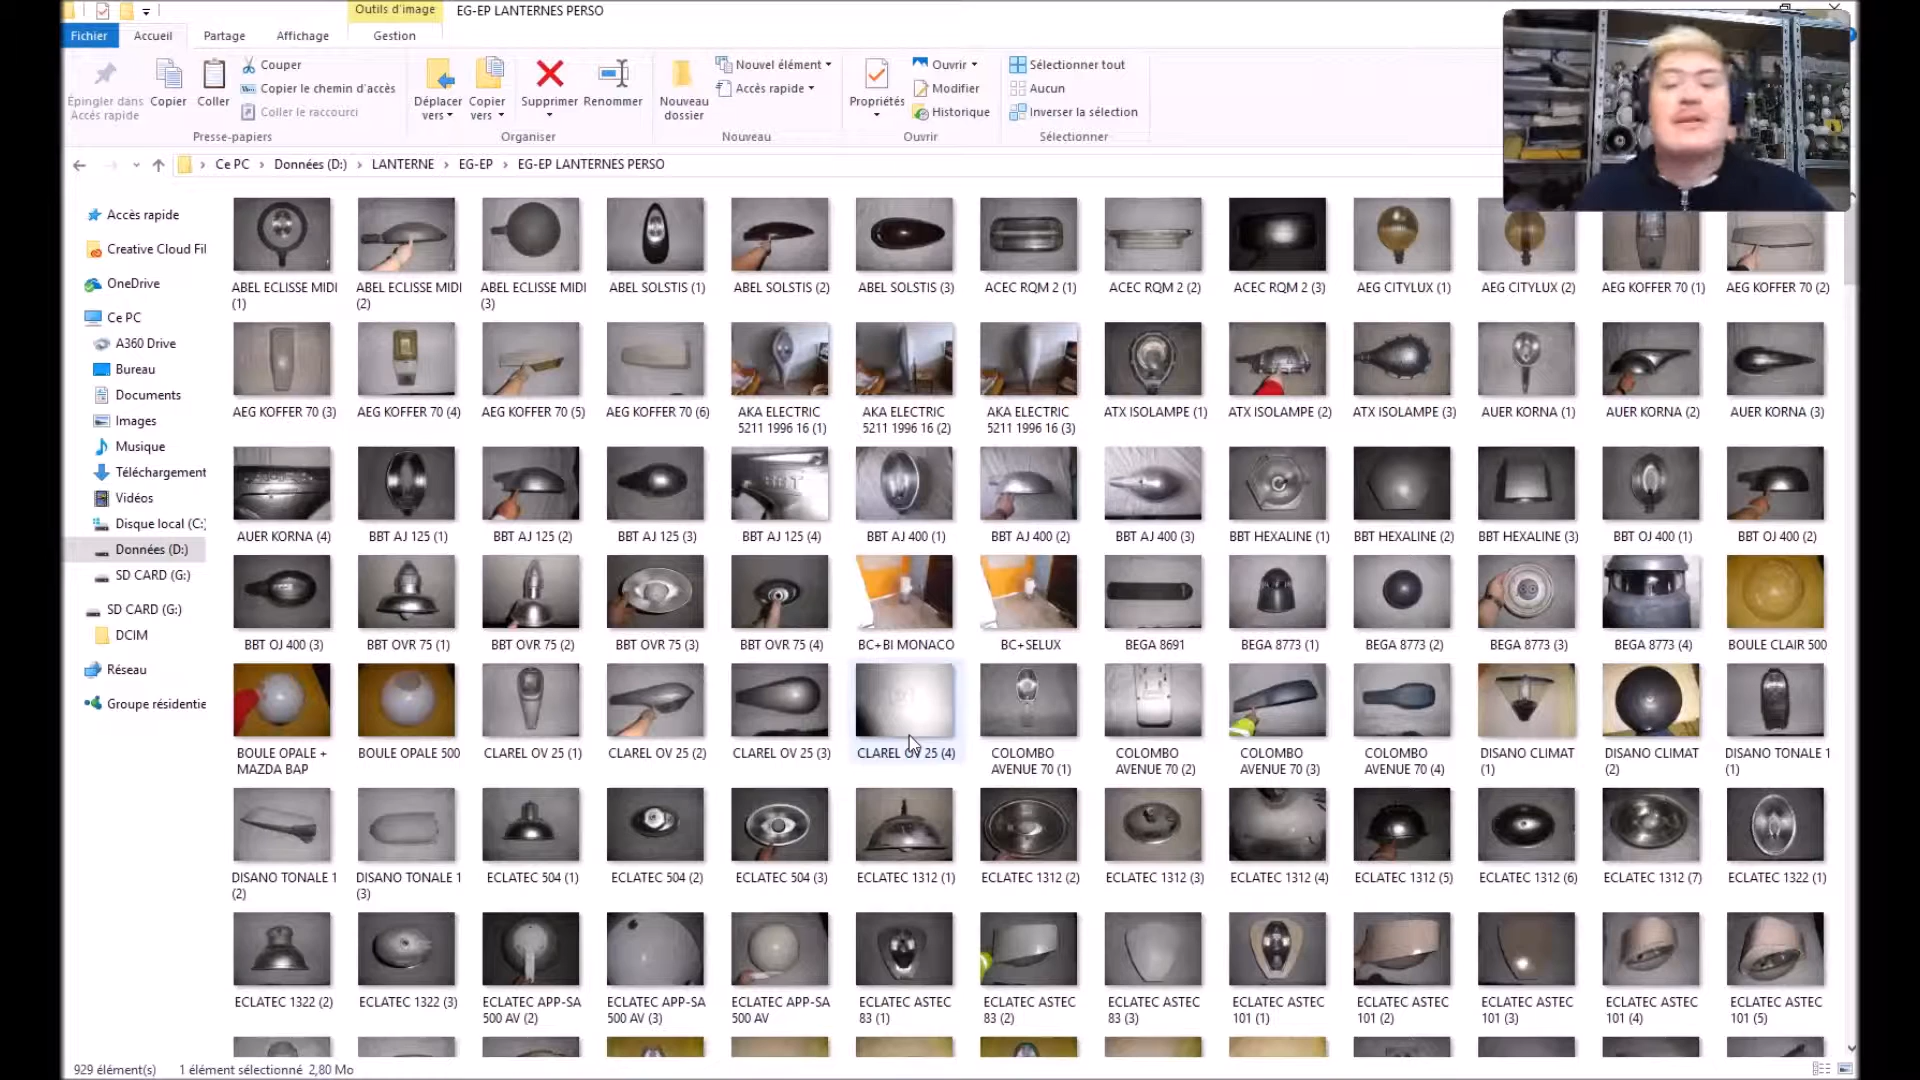 Outils d'image
EG-EP LANTERNES PERSO
Fichier
Accueil
Partage
Affichage
Gestion
Épingler dans
Accès rapide
Copier
Coller
Couper
Copier le chemin d'accès
Coller le raccourci
Presse-papiers
Déplacer
vers
Copier
vers
Supprimer
Renommer
Organiser
Nouveau
dossier
Nouvel élément
Accès rapide
Nouveau
Propriétés
Ouvrir
Modifier
Historique
Ouvrir
Sélectionner tout
Aucun
Inverser la sélection
Sélectionner
Ce PC > Données (D:) > LANTERNE > EG-EP > EG-EP LANTERNES PERSO
Accès rapide
Creative Cloud Fil
OneDrive
Ce PC
A360 Drive
Bureau
Documents
Images
Musique
Téléchargement
Vidéos
Disque local (C:)
Données (D:)
SD CARD (G:)
SD CARD (G:)
DCIM
Réseau
Groupe résidentie
ABEL ECLISSE MIDI
(1)
ABEL ECLISSE MIDI
(2)
ABEL ECLISSE MIDI
(3)
ABEL SOLSTIS (1)
ABEL SOLSTIS (2)
ABEL SOLSTIS (3)
ACEC RQM 2 (1)
ACEC RQM 2 (2)
ACEC RQM 2 (3)
AEG CITYLUX (1)
AEG CITYLUX (2)
AEG KOFFER 70 (1)
AEG KOFFER 70 (2)
AEG KOFFER 70 (3)
AEG KOFFER 70 (4)
AEG KOFFER 70 (5)
AEG KOFFER 70 (6)
AKA ELECTRIC
5211 1996 16 (1)
AKA ELECTRIC
5211 1996 16 (2)
AKA ELECTRIC
5211 1996 16 (3)
ATX ISOLAMPE (1)
ATX ISOLAMPE (2)
ATX ISOLAMPE (3)
AUER KORNA (1)
AUER KORNA (2)
AUER KORNA (3)
AUER KORNA (4)
BBT AJ 125 (1)
BBT AJ 125 (2)
BBT AJ 125 (3)
BBT AJ 125 (4)
BBT AJ 400 (1)
BBT AJ 400 (2)
BBT AJ 400 (3)
BBT HEXALINE (1)
BBT HEXALINE (2)
BBT HEXALINE (3)
BBT OJ 400 (1)
BBT OJ 400 (2)
BBT OJ 400 (3)
BBT OVR 75 (1)
BBT OVR 75 (2)
BBT OVR 75 (3)
BBT OVR 75 (4)
BC+BI MONACO
BC+SELUX
BEGA 8691
BEGA 8773 (1)
BEGA 8773 (2)
BEGA 8773 (3)
BEGA 8773 (4)
BOULE CLAIR 500
BOULE OPALE +
MAZDA BAP
BOULE OPALE 500
CLAREL OV 25 (1)
CLAREL OV 25 (2)
CLAREL OV 25 (3)
CLAREL OV 25 (4)
COLOMBO
AVENUE 70 (1)
COLOMBO
AVENUE 70 (2)
COLOMBO
AVENUE 70 (3)
COLOMBO
AVENUE 70 (4)
DISANO CLIMAT
(1)
DISANO CLIMAT
(2)
DISANO TONALE 1
(1)
DISANO TONALE 1
(2)
DISANO TONALE 1
(3)
ECLATEC 504 (1)
ECLATEC 504 (2)
ECLATEC 504 (3)
ECLATEC 1312 (1)
ECLATEC 1312 (2)
ECLATEC 1312 (3)
ECLATEC 1312 (4)
ECLATEC 1312 (5)
ECLATEC 1312 (6)
ECLATEC 1312 (7)
ECLATEC 1322 (1)
ECLATEC 1322 (2)
ECLATEC 1322 (3)
ECLATEC APP-SA
500 AV (2)
ECLATEC APP-SA
500 AV (3)
ECLATEC APP-SA
500 AV
ECLATEC ASTEC
83 (1)
ECLATEC ASTEC
83 (2)
ECLATEC ASTEC
83 (3)
ECLATEC ASTEC
101 (1)
ECLATEC ASTEC
101 (2)
ECLATEC ASTEC
101 (3)
ECLATEC ASTEC
101 (4)
ECLATEC ASTEC
101 (5)
929 élément(s)
1 élément sélectionné 2,80 Mo